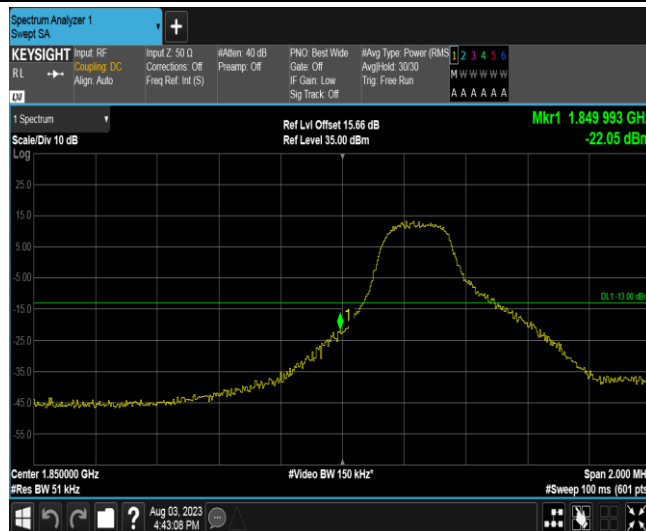 Spectrum Analyzer 1
Swept SA
KEYSIGHT
RL
Input: RF
Coupling: DC
Align: Auto
Input Z: 50 Ω
Corrections: Off
Freq Ref: Int (S)
#Atten: 40 dB
Preamp: Off
PNO: Best Wide
Gate: Off
IF Gain: Low
Sig Track: Off
#Avg Type: Power (RMS
Avg|Hold: 30/30
Trig: Free Run
1 2 3 4 5 6
M W W W W W
A A A A A A
1 Spectrum
Scale/Div 10 dB
Ref Lvl Offset 15.66 dB
Ref Level 35.00 dBm
Mkr1 1.849 993 GHz
-22.05 dBm
Log
25.0
15.0
5.00
-5.00
-15.0
-25.0
-35.0
-45.0
-55.0
DL1 -13.00 dBm
1
Center 1.850000 GHz
#Res BW 51 kHz
#Video BW 150 kHz*
Span 2.000 MH
#Sweep 100 ms (601 pts
Aug 03, 2023
4:43:08 PM